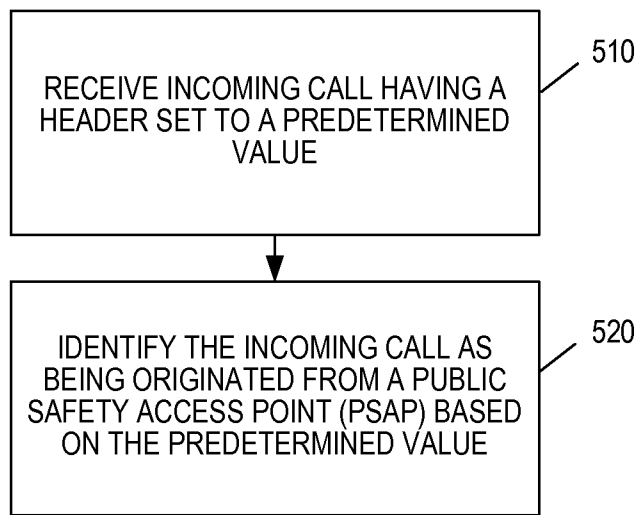 RECEIVE INCOMING CALL HAVING A
HEADER SET TO A PREDETERMINED
VALUE
510
IDENTIFY THE INCOMING CALL AS
BEING ORIGINATED FROM A PUBLIC
SAFETY ACCESS POINT (PSAP) BASED
ON THE PREDETERMINED VALUE
520